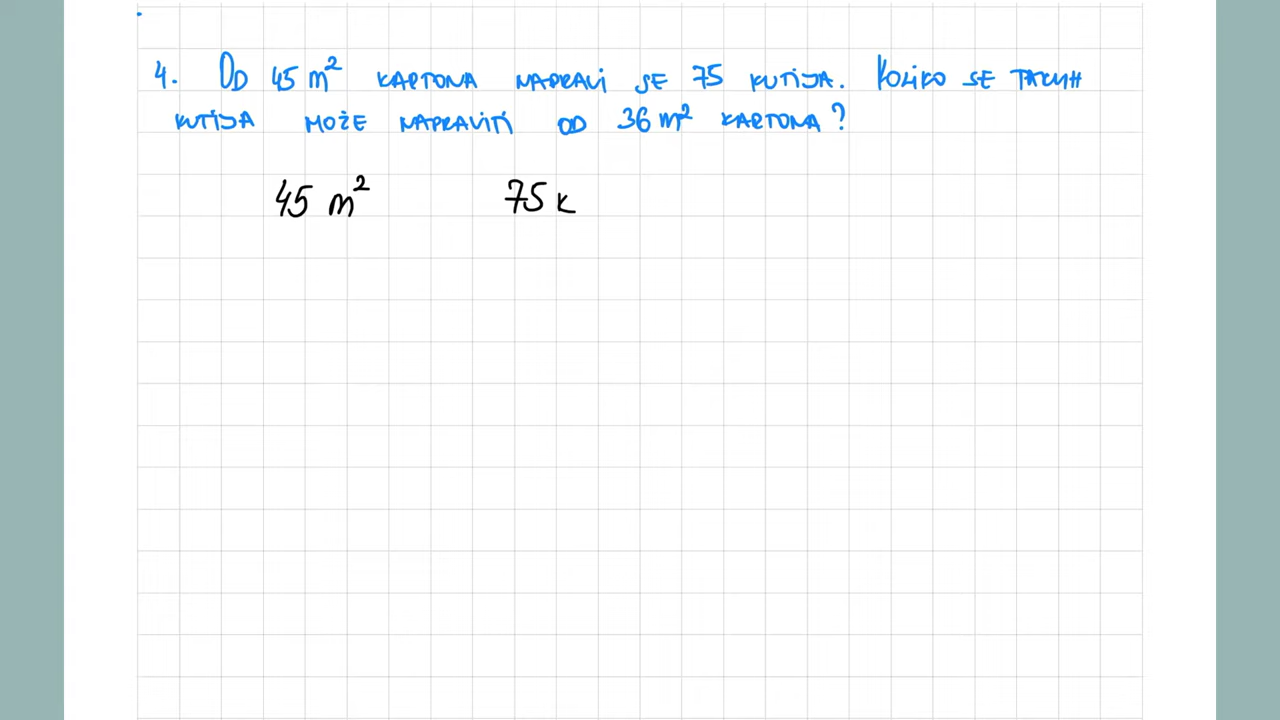 4. OD 45 m² KARTONA NAPRAVI SE 75 KUTIJA. KOLIKO SE TAKVIH
KUTIJA MOŽE NAPRAVITI OD 36 m² KARTONA?
45 m² 75 K